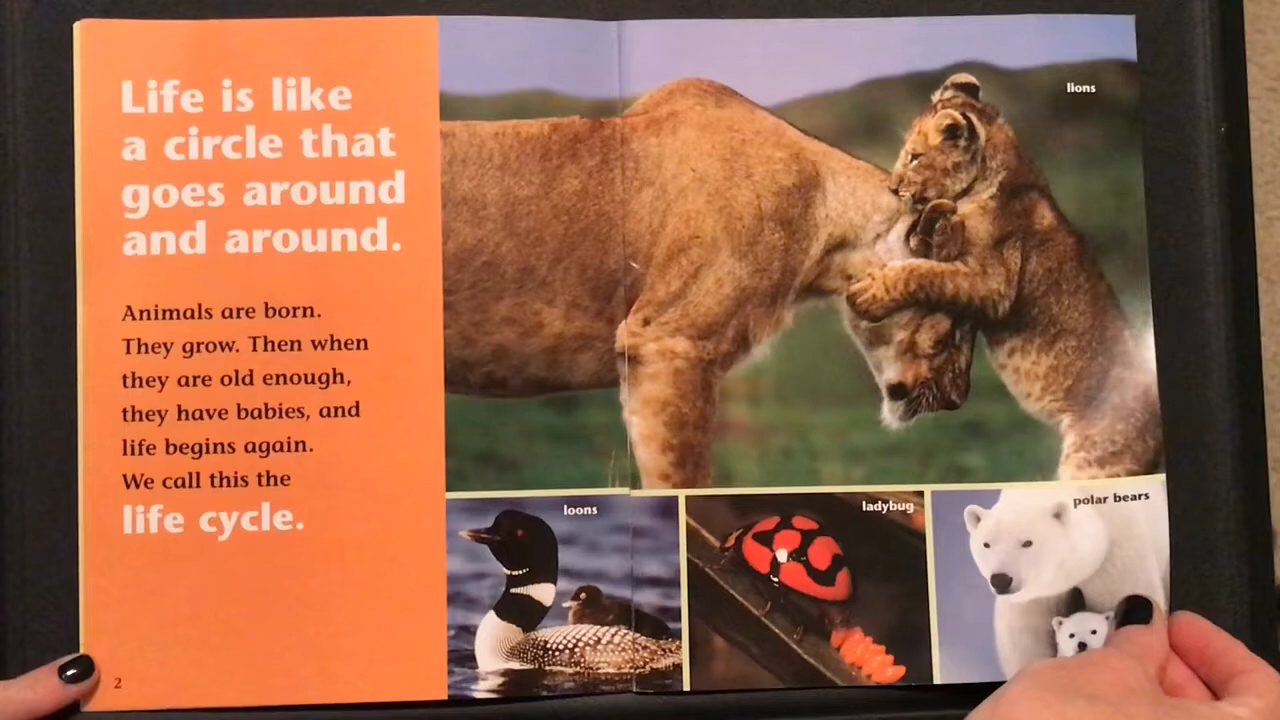 Life is like
a circle that
goes around
and around.
Animals are born.
They grow. Then when
they are old enough,
they have babies, and
life begins again.
We call this the
life cycle.
2
lions
loons
ladybug
polar bears